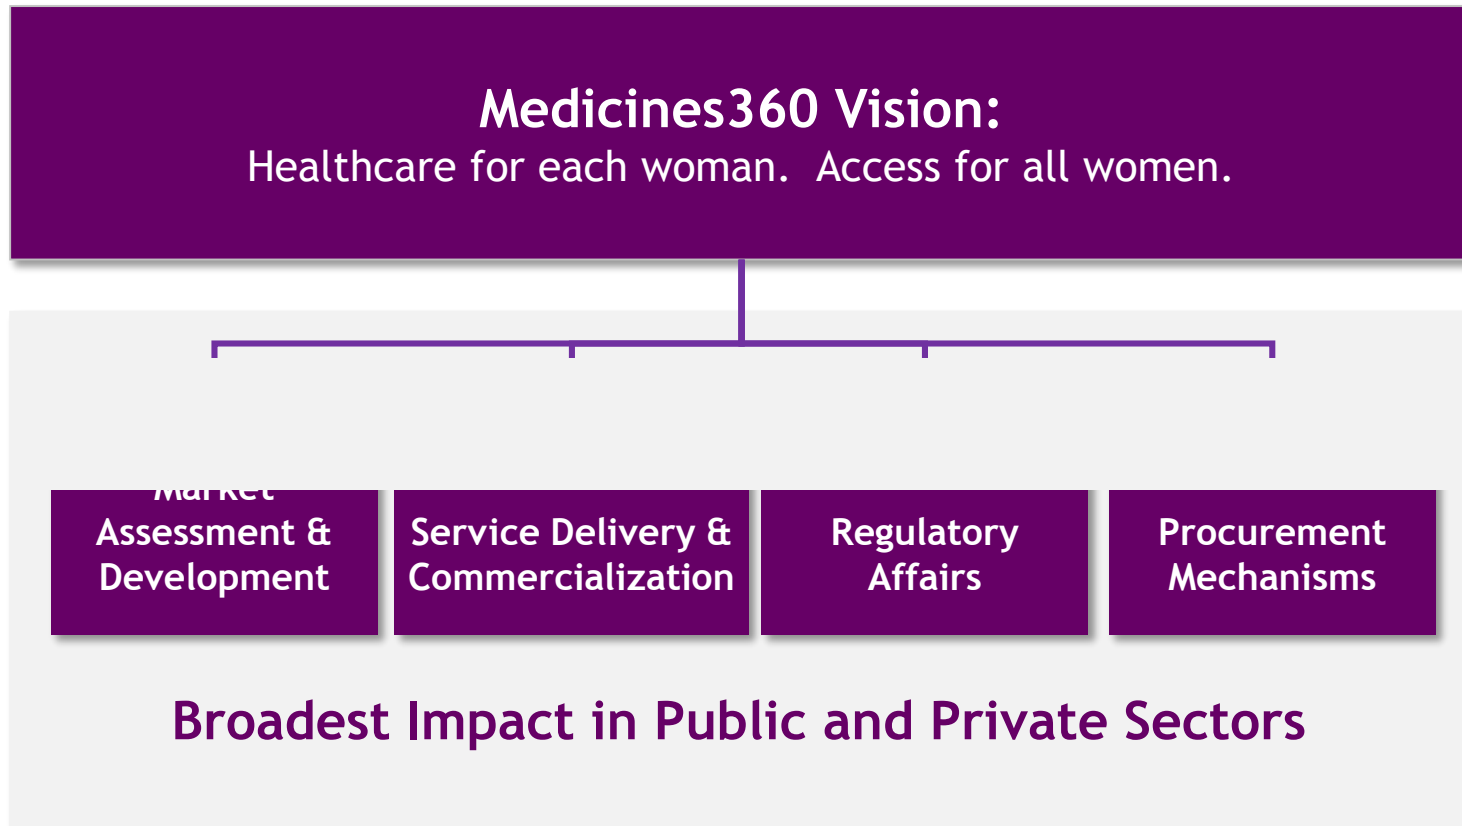 Medicines360 Vision:
Healthcare for each woman.  Access for all women.
Market
Assessment &
Development
Service Delivery &
Commercialization
Regulatory
Affairs
Procurement
Mechanisms
Broadest Impact in Public and Private Sectors